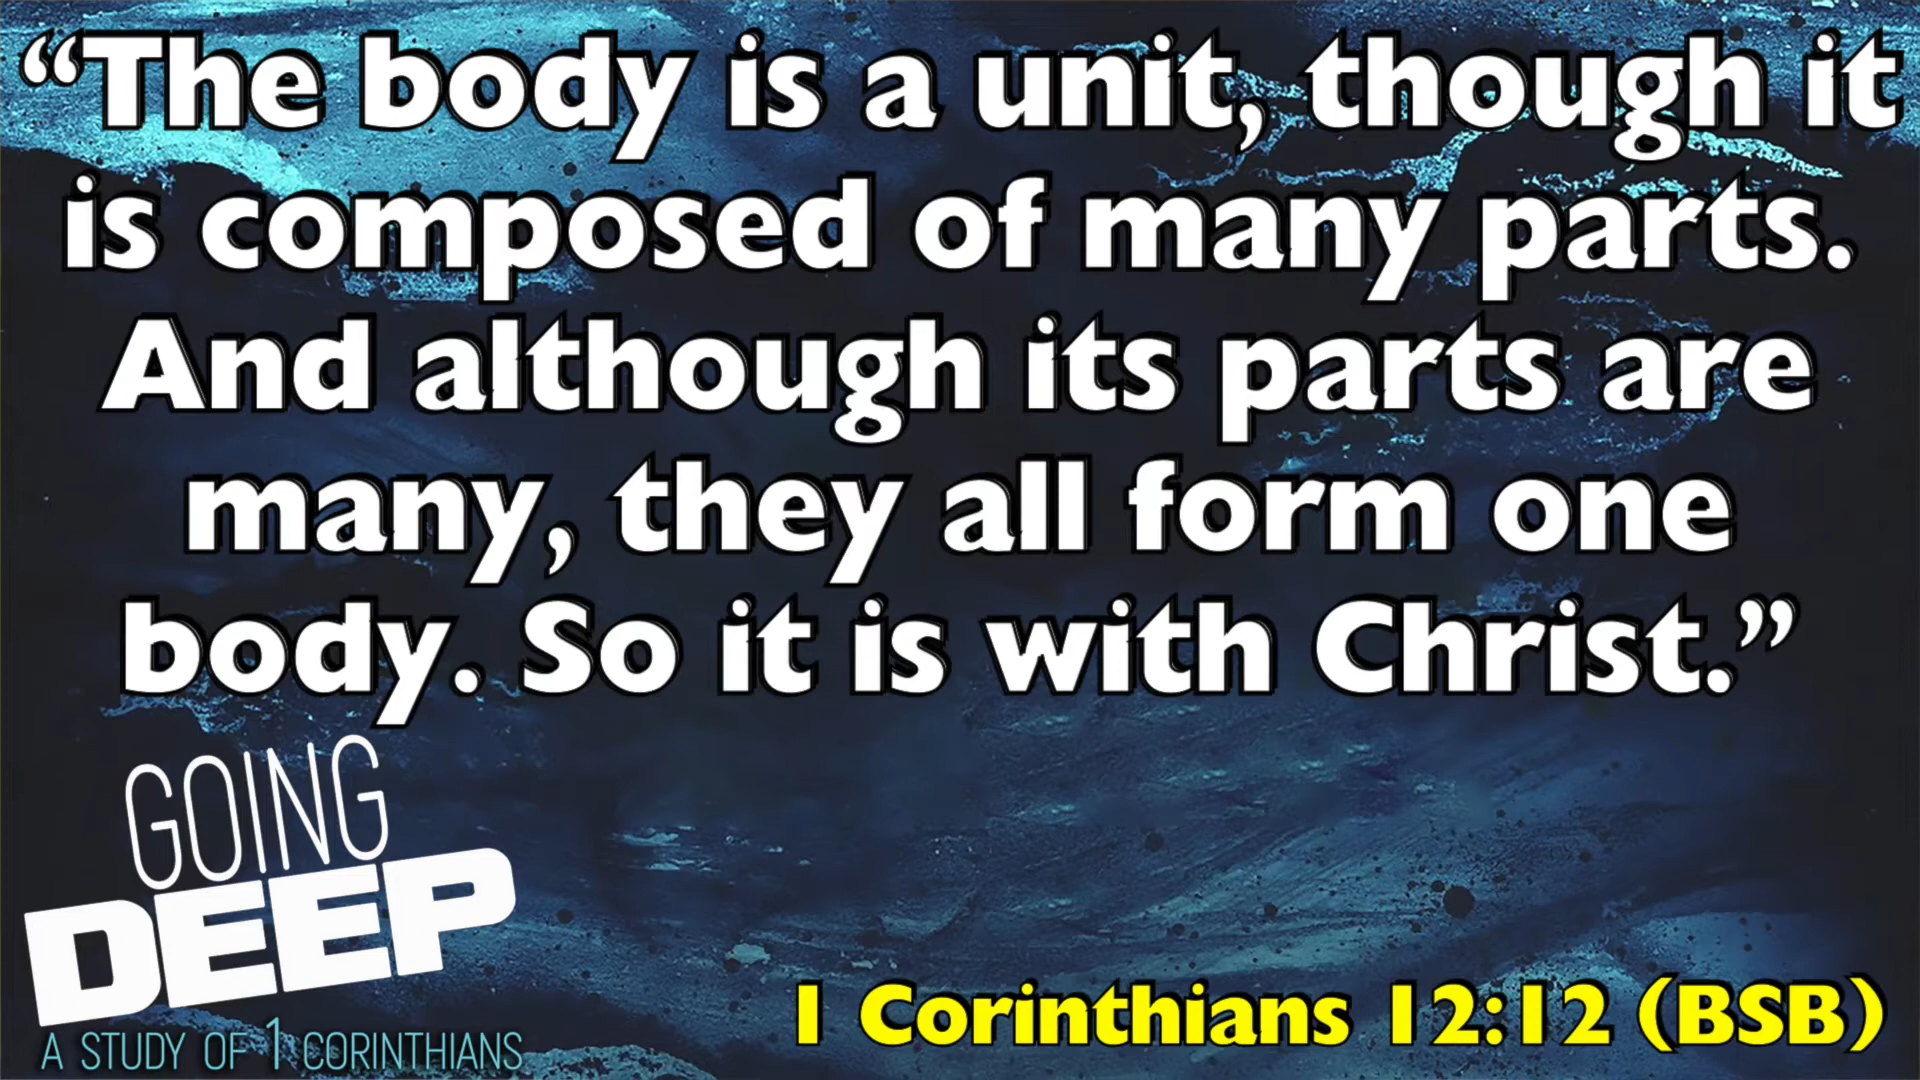 “The body is a unit, though it
is composed of many parts.
And although its parts are
many, they all form one
body. So it is with Christ.”
GOING
DEEP
A STUDY OF 1 CORINTHIANS
1 Corinthians 12:12 (BSB)